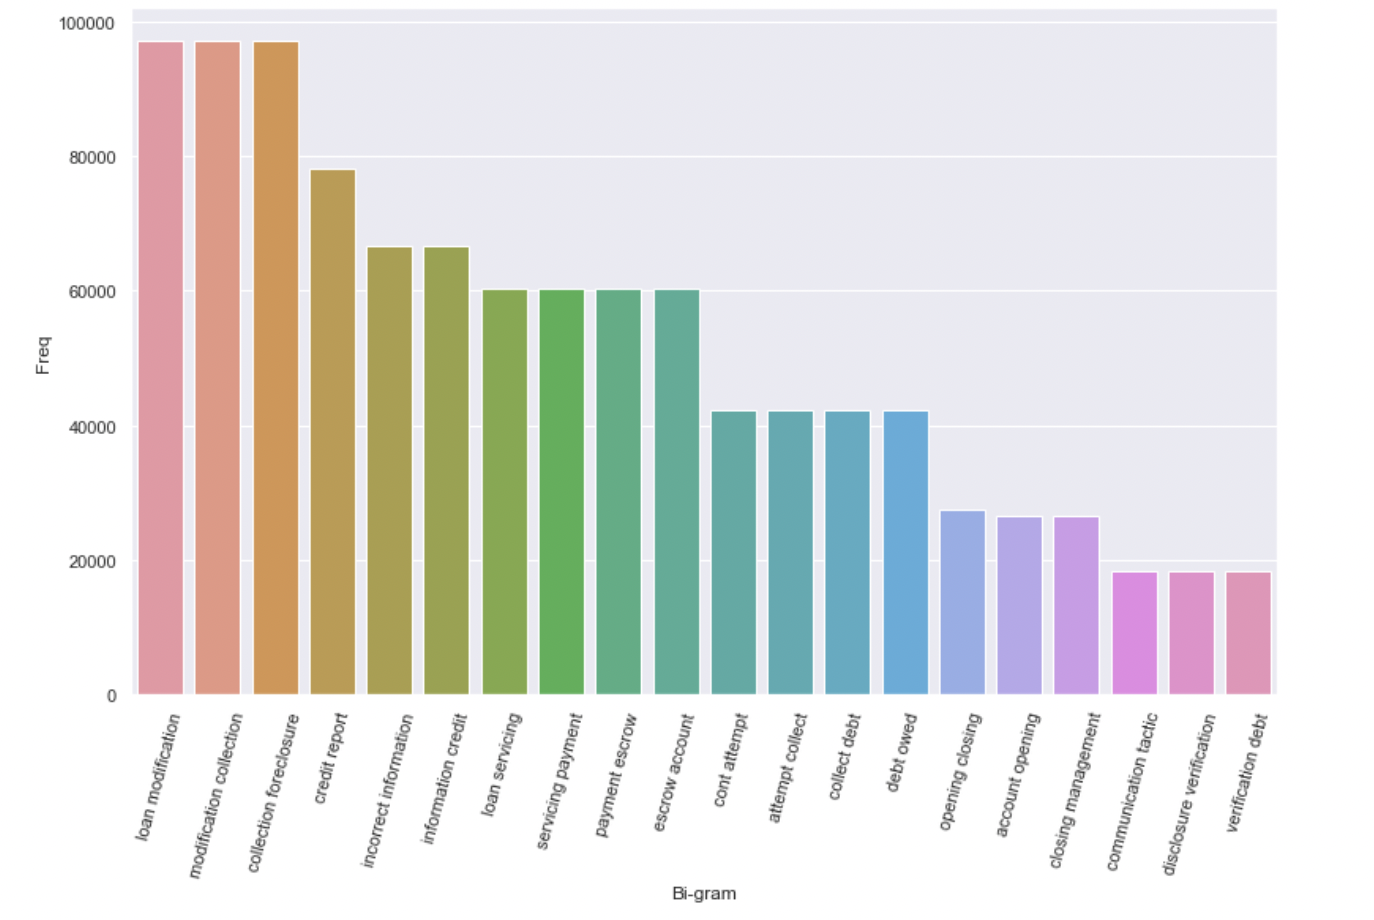 100000
80000
60000
40000
20000
0
Freq
loan modification
modification collection
collection foreclosure
credit report
incorrect information
information credit
loan servicing
servicing payment
payment escrow
escrow account
cont attempt
attempt collect
collect debt
debt owed
opening closing
account opening
closing management
communication tactic
disclosure verification
verification debt
Bi-gram